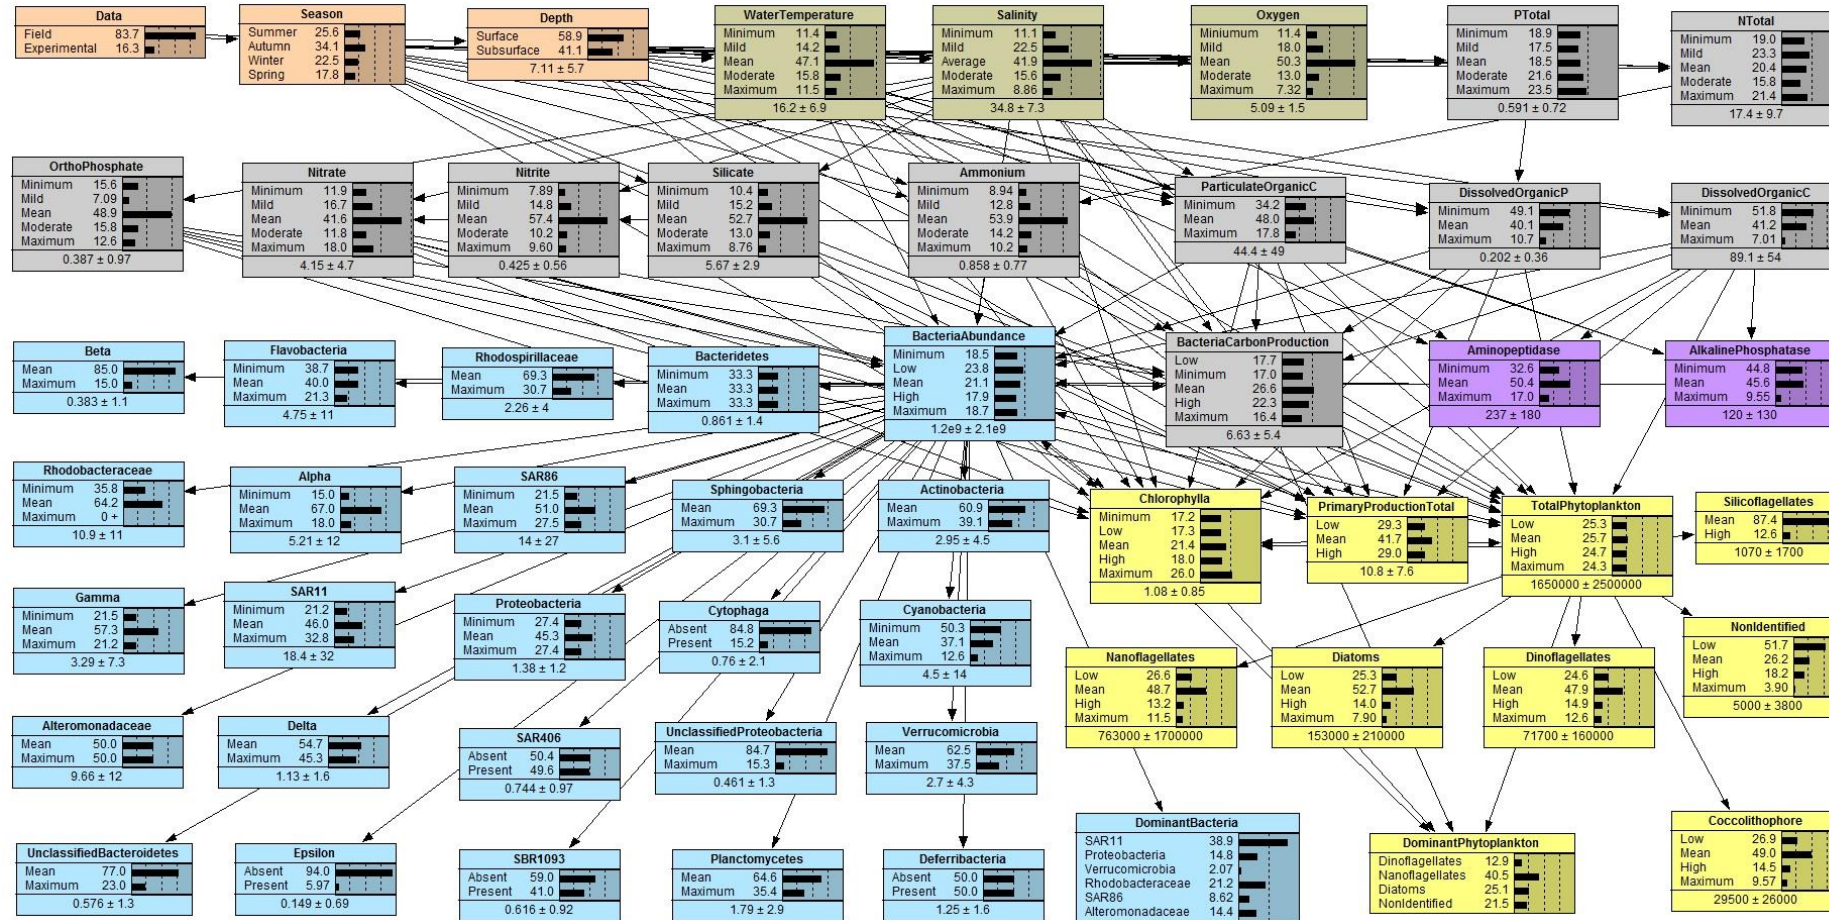 Data
Field 83.7
Experimental 16.3
Season
Summer 25.6
Autumn 34.1
Winter 22.5
Spring 17.8
Depth
Surface 58.9
Subsurface 41.1
7.11 ± 5.7
WaterTemperature
Minimum 11.4
Mild 14.2
Mean 47.1
Moderate 15.8
Maximum 11.5
16.2 ± 6.9
Salinity
Minimum 11.1
Mild 22.5
Average 41.9
Moderate 15.6
Maximum 8.86
34.8 ± 7.3
Oxygen
Miniumum 11.4
Mild 18.0
Mean 50.3
Moderate 13.0
Maximum 7.32
5.09 ± 1.5
PTotal
Minimum 18.9
Mild 17.5
Mean 18.5
Moderate 21.6
Maximum 23.5
0.591 ± 0.72
NTotal
Minimum 19.0
Mild 23.3
Mean 20.4
Moderate 15.8
Maximum 21.4
17.4 ± 9.7
OrthoPhosphate
Minimum 15.6
Mild 7.09
Mean 48.9
Moderate 15.8
Maximum 12.6
0.387 ± 0.97
Nitrate
Minimum 11.9
Mild 16.7
Mean 41.6
Moderate 11.8
Maximum 18.0
4.15 ± 4.7
Nitrite
Minimum 7.89
Mild 14.8
Mean 57.4
Moderate 10.2
Maximum 9.60
0.425 ± 0.56
Silicate
Minimum 10.4
Mild 15.2
Mean 52.7
Moderate 13.0
Maximum 8.76
5.67 ± 2.9
Ammonium
Minimum 8.94
Mild 12.8
Mean 53.9
Moderate 14.2
Maximum 10.2
0.858 ± 0.77
ParticulateOrganicC
Minimum 34.2
Mean 48.0
Maximum 17.8
44.4 ± 49
DissolvedOrganicP
Minimum 49.1
Mean 40.1
Maximum 10.7
0.202 ± 0.36
DissolvedOrganicC
Minimum 51.8
Mean 41.2
Maximum 7.01
89.1 ± 54
Beta
Mean 85.0
Maximum 15.0
0.383 ± 1.1
Flavobacteria
Minimum 38.7
Mean 40.0
Maximum 21.3
4.75 ± 11
Rhodospirillaceae
Mean 69.3
Maximum 30.7
2.26 ± 4
Bacteridetes
Minimum 33.3
Mean 33.3
Maximum 33.3
0.861 ± 1.4
BacteriaAbundance
Minimum 18.5
Low 23.8
Mean 21.1
High 17.9
Maximum 18.7
1.2e9 ± 2.1e9
BacteriaCarbonProduction
Low 17.7
Minimum 17.0
Mean 26.6
High 22.3
Maximum 16.4
6.63 ± 5.4
Aminopeptidase
Minimum 32.6
Mean 50.4
Maximum 17.0
237 ± 180
AlkalinePhosphatase
Minimum 44.8
Mean 45.6
Maximum 9.55
120 ± 130
Rhodobacteraceae
Minimum 35.8
Mean 64.2
Maximum 0 +
10.9 ± 11
Alpha
Minimum 15.0
Mean 67.0
Maximum 18.0
5.21 ± 12
SAR86
Minimum 21.5
Mean 51.0
Maximum 27.5
14 ± 27
Sphingobacteria
Mean 69.3
Maximum 30.7
3.1 ± 5.6
Actinobacteria
Mean 60.9
Maximum 39.1
2.95 ± 4.5
Chlorophylla
Minimum 17.2
Low 17.3
Mean 21.4
High 18.0
Maximum 26.0
1.08 ± 0.85
PrimaryProductionTotal
Low 29.3
Mean 41.7
High 29.0
10.8 ± 7.6
TotalPhytoplankton
Low 25.3
Mean 25.7
High 24.7
Maximum 24.3
1650000 ± 2500000
Silicoflagellates
Mean 87.4
High 12.6
1070 ± 1700
Gamma
Minimum 21.5
Mean 57.3
Maximum 21.2
3.29 ± 7.3
SAR11
Minimum 21.2
Mean 46.0
Maximum 32.8
18.4 ± 32
Proteobacteria
Minimum 27.4
Mean 45.3
Maximum 27.4
1.38 ± 1.2
Cytophaga
Absent 84.8
Present 15.2
0.76 ± 2.1
Cyanobacteria
Minimum 50.3
Mean 37.1
Maximum 12.6
4.5 ± 14
Nanoflagellates
Low 26.6
Mean 48.7
High 13.2
Maximum 11.5
763000 ± 1700000
Diatoms
Low 25.3
Mean 52.7
High 14.0
Maximum 7.90
153000 ± 210000
Dinoflagellates
Low 24.6
Mean 47.9
High 14.9
Maximum 12.6
71700 ± 160000
NonIdentified
Low 51.7
Mean 26.2
High 18.2
Maximum 3.90
5000 ± 3800
Alteromonadaceae
Mean 50.0
Maximum 50.0
9.66 ± 12
Delta
Mean 54.7
Maximum 45.3
1.13 ± 1.6
SAR406
Absent 50.4
Present 49.6
0.744 ± 0.97
UnclassifiedProteobacteria
Mean 84.7
Maximum 15.3
0.461 ± 1.3
Verrucomicrobia
Mean 62.5
Maximum 37.5
2.7 ± 4.3
UnclassifiedBacteroidetes
Mean 77.0
Maximum 23.0
0.576 ± 1.3
Epsilon
Absent 94.0
Present 5.97
0.149 ± 0.69
SBR1093
Absent 59.0
Present 41.0
0.616 ± 0.92
Planctomycetes
Mean 64.6
Maximum 35.4
1.79 ± 2.9
Deferribacteria
Absent 50.0
Present 50.0
1.25 ± 1.6
DominantBacteria
SAR11 38.9
Proteobacteria 14.8
Verrucomicrobia 2.07
Rhodobacteraceae 21.2
SAR86 8.62
Alteromonadaceae 14.4
DominantPhytoplankton
Dinoflagellates 12.9
Nanoflagellates 40.5
Diatoms 25.1
NonIdentified 21.5
Coccolithophore
Low 26.9
Mean 49.0
High 14.5
Maximum 9.57
29500 ± 26000